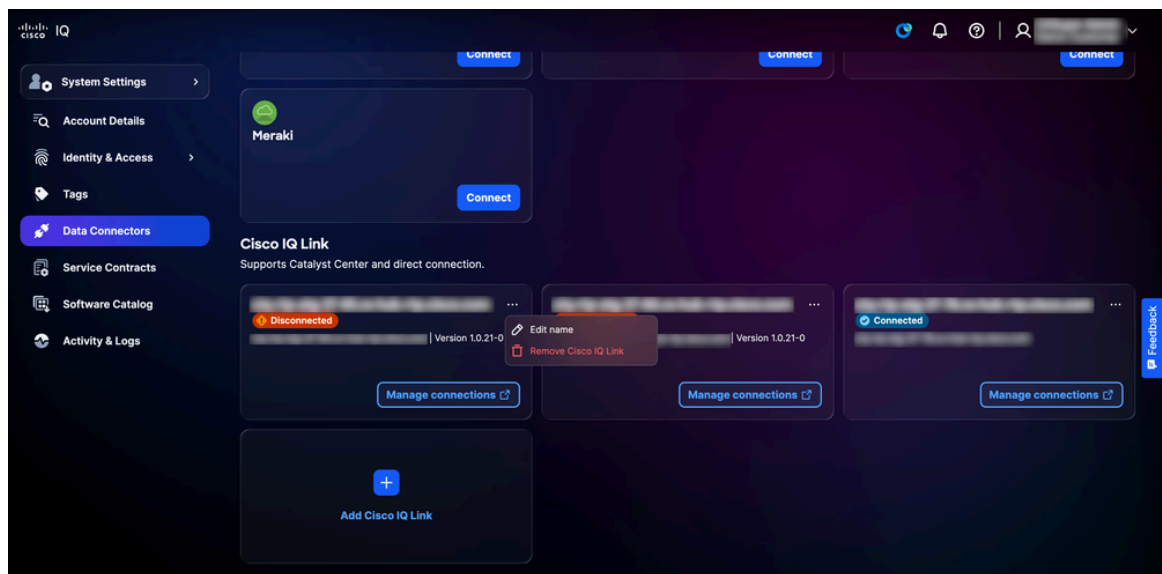 cisco IQ
System Settings
Account Details
Identity & Access
Tags
Data Connectors
Service Contracts
Software Catalog
Activity & Logs
Connect
Connect
Connect
Meraki
Connect
Cisco IQ Link
Supports Catalyst Center and direct connection.
Disconnected
Version 1.0.21-0
Manage connections
Edit name
Remove Cisco IQ Link
Version 1.0.21-0
Manage connections
Connected
Manage connections
Add Cisco IQ Link
Feedback